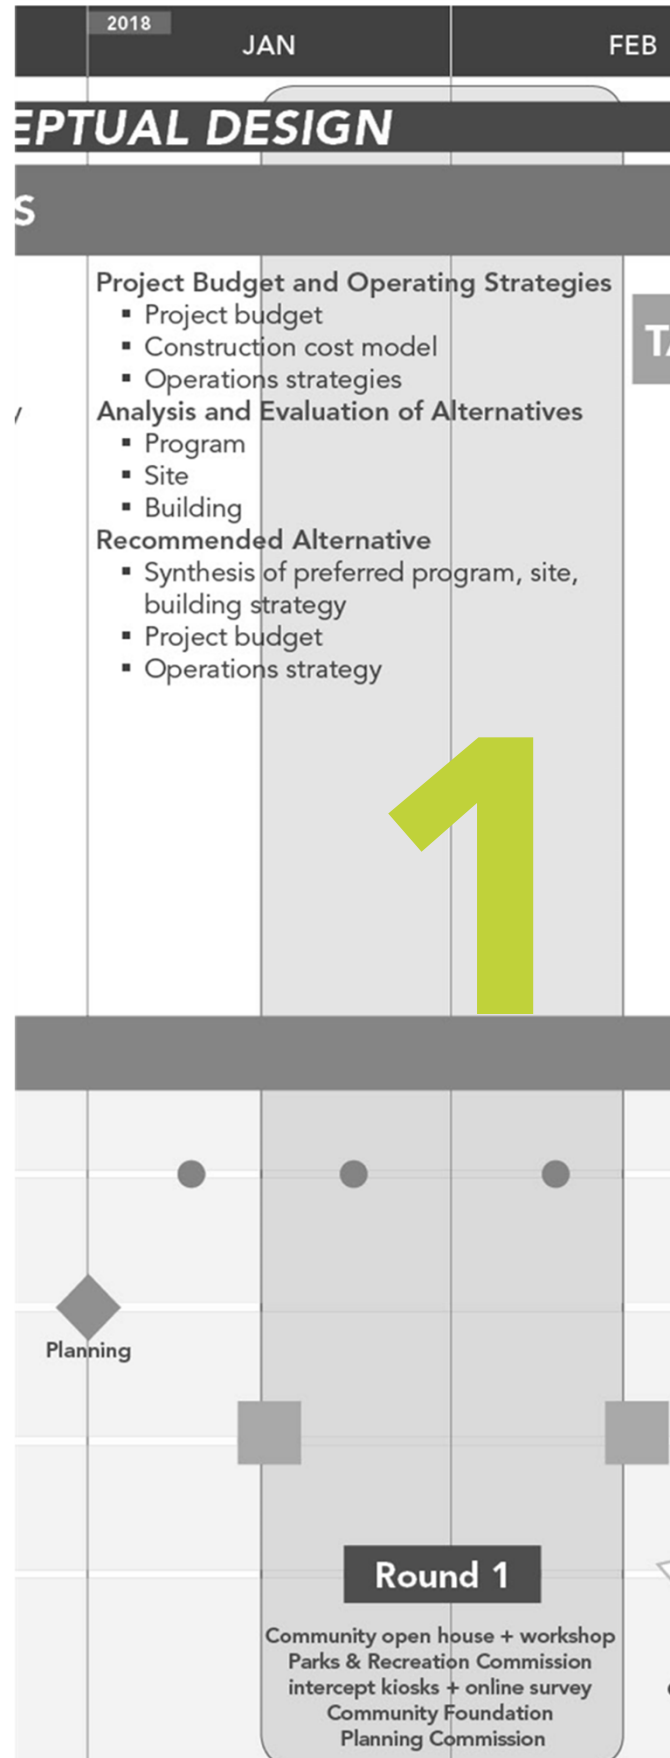 2018
JAN
FEB
EPTUAL DESIGN
S
Project Budget and Operating Strategies
▪ Project budget
▪ Construction cost model
▪ Operations strategies
Analysis and Evaluation of Alternatives
▪ Program
▪ Site
▪ Building
Recommended Alternative
▪ Synthesis of preferred program, site,
building strategy
▪ Project budget
▪ Operations strategy
1
Planning
Round 1
Community open house + workshop
Parks & Recreation Commission
intercept kiosks + online survey
Community Foundation
Planning Commission